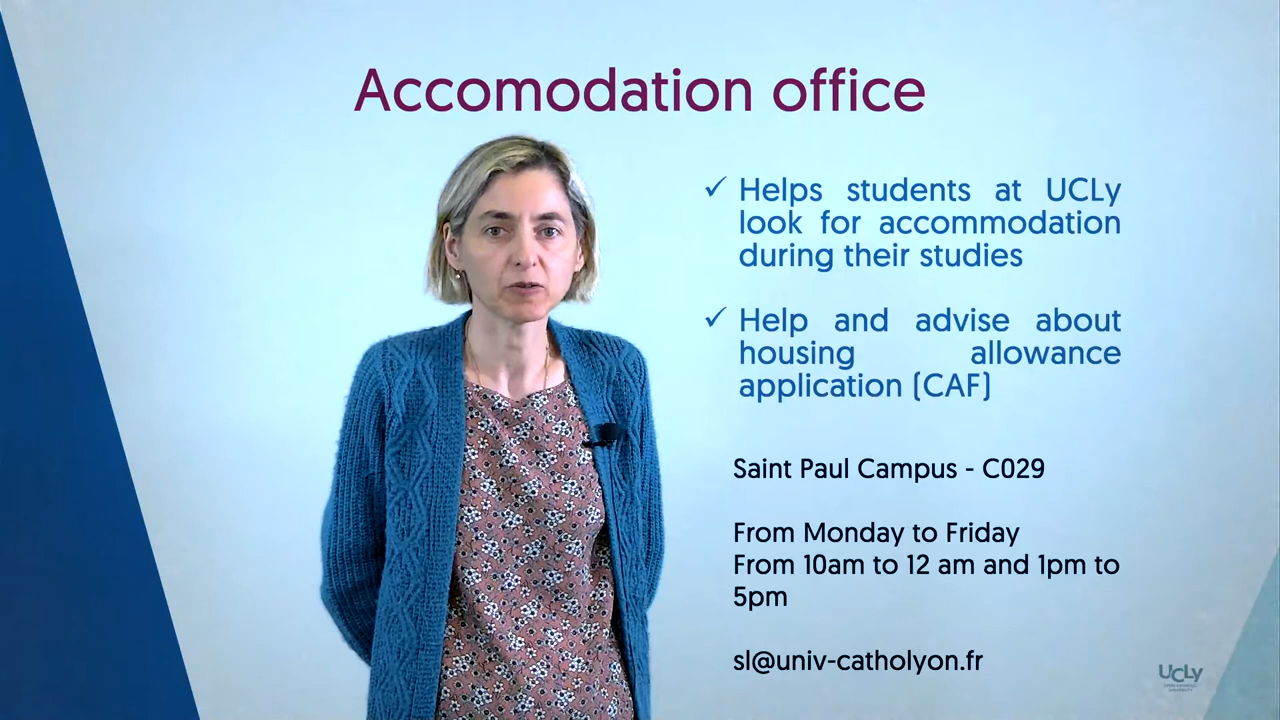 Accomodation office
✓ Helps students at UCLy
look for accommodation
during their studies
✓ Help and advise about
housing allowance
application (CAF)
Saint Paul Campus - C029
From Monday to Friday
From 10am to 12 am and 1pm to
5pm
sl@univ-catholyon.fr
UCLy